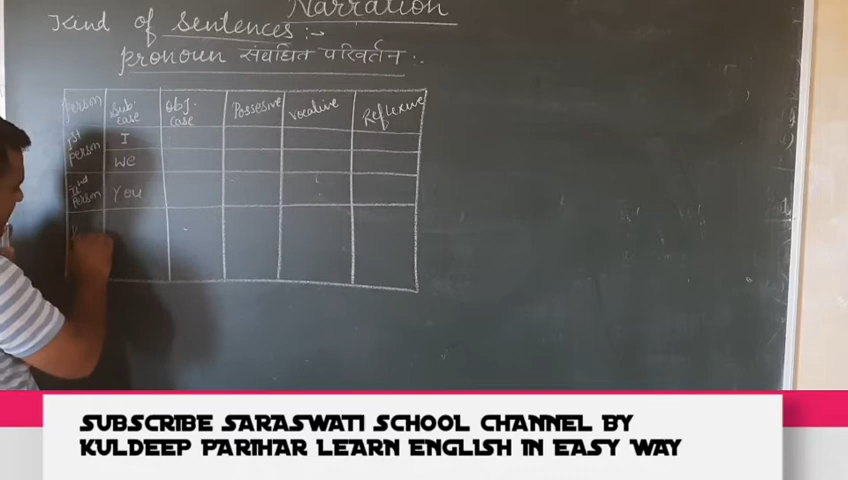 Narration
Kind of Sentences :-
Pronoun संबंधित परिवर्तन :-
Person Sub. case Obj. case Possesive Vocative Reflexive
Ist Person I
We
IInd Person You
SUBSCRIBE SARASWATI SCHOOL CHANNEL BY
KULDEEP PARIHAR LEARN ENGLISH IN EASY WAY